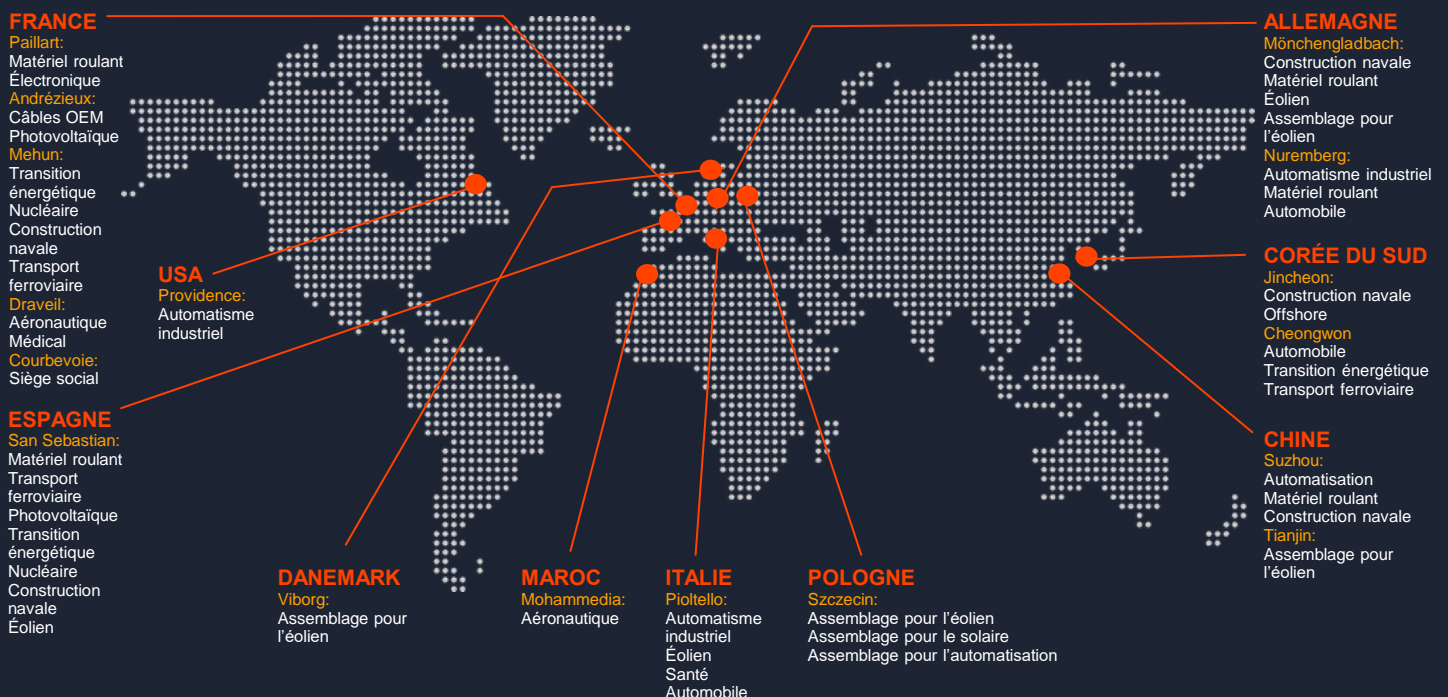 FRANCE
Paillart:
Matériel roulant
Électronique
Andrézieux:
Câbles OEM
Photovoltaïque
Mehun:
Transition
énergétique
Nucléaire
Construction
navale
Transport
ferroviaire
Draveil:
Aéronautique
Médical
Courbevoie:
Siège social
ESPAGNE
San Sebastian:
Matériel roulant
Transport
ferroviaire
Photovoltaïque
Transition
énergétique
Nucléaire
Construction
navale
Éolien
USA
Providence:
Automatisme
industriel
DANEMARK
Viborg:
Assemblage pour
l'éolien
MAROC
Mohammedia:
Aéronautique
ITALIE
Pioltello:
Automatisme
industriel
Éolien
Santé
Automobile
POLOGNE
Szczecin:
Assemblage pour l'éolien
Assemblage pour le solaire
Assemblage pour l'automatisation
ALLEMAGNE
Mönchengladbach:
Construction navale
Matériel roulant
Éolien
Assemblage pour
l'éolien
Nuremberg:
Automatisme industriel
Matériel roulant
Automobile
CORÉE DU SUD
Jincheon:
Construction navale
Offshore
Cheongwon
Automobile
Transition énergétique
Transport ferroviaire
CHINE
Suzhou:
Automatisation
Matériel roulant
Construction navale
Tianjin:
Assemblage pour
l'éolien